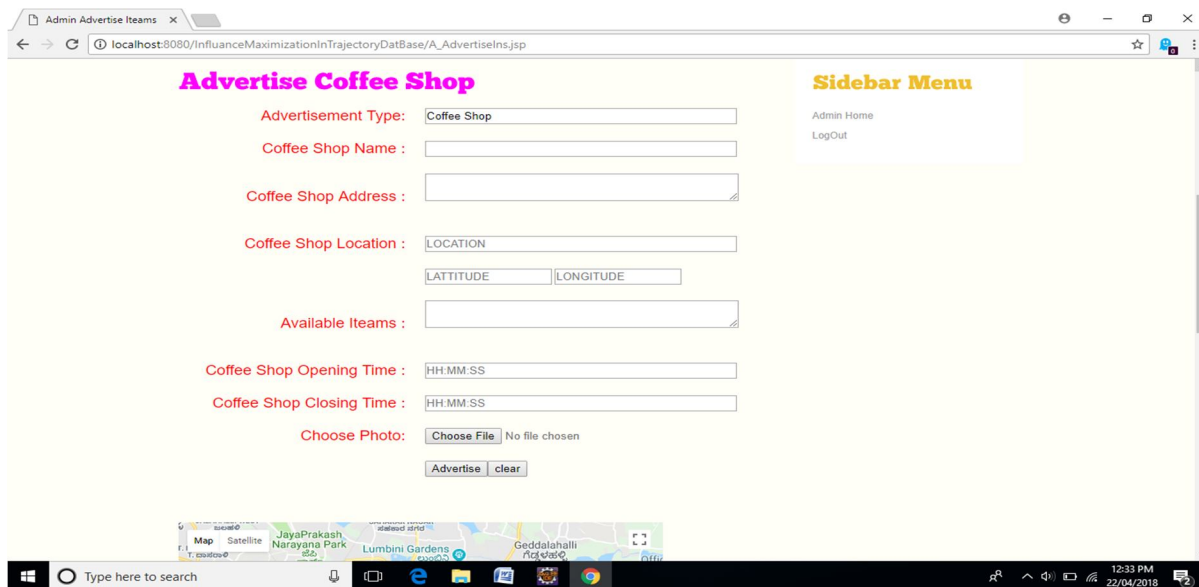 Admin Advertise Iteams
localhost:8080/InfluanceMaximizationInTrajectoryDatBase/A_AdvertiseIns.jsp
0
Advertise Coffee Shop
Advertisement Type: Coffee Shop
Coffee Shop Name :
Coffee Shop Address :
Coffee Shop Location : LOCATION
LATTITUDE LONGITUDE
Available Iteams :
Coffee Shop Opening Time : HH:MM:SS
Coffee Shop Closing Time : HH:MM:SS
Choose Photo: Choose File No file chosen
Advertise clear
Sidebar Menu
Admin Home
LogOut
Map Satellite
JayaPrakash
Narayana Park
ಜೆಪಿ
Lumbini Gardens
Geddalahalli
ಗೆದ್ದಲಹಳ್ಳಿ
Type here to search
12:33 PM
22/04/2018